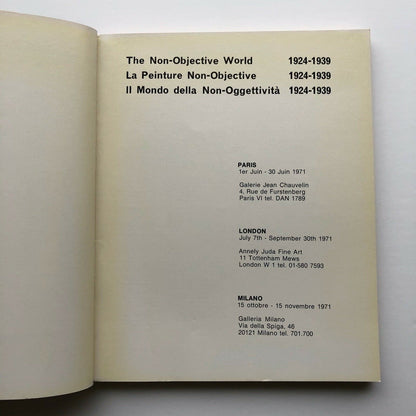 The Non-Objective World 1924-1939
La Peinture Non-Objective 1924-1939
Il Mondo della Non-Oggettività 1924-1939
PARIS
1er Juin - 30 Juin 1971
Galerie Jean Chauvelin
4, Rue de Furstenberg
Paris VI tel. DAN 1789
LONDON
July 7th - September 30th 1971
Annely Juda Fine Art
11 Tottenham Mews
London W 1 tel. 01-580 7593
MILANO
15 ottobre - 15 novembre 1971
Galleria Milano
Via della Spiga, 46
20121 Milano tel. 701.700